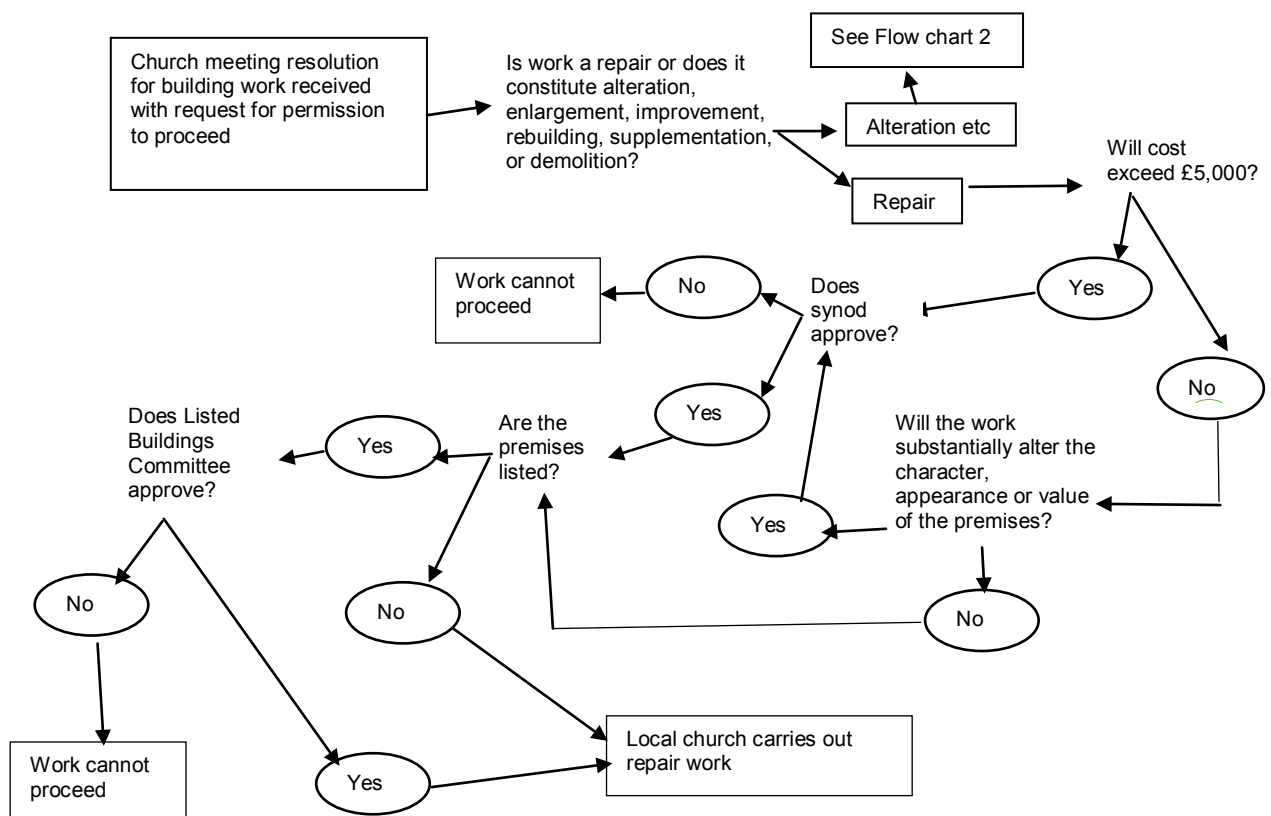 Church meeting resolution
for building work received
with request for permission
to proceed
Is work a repair or does it
constitute alteration,
enlargement, improvement,
rebuilding, supplementation,
or demolition?
See Flow chart 2
Alteration etc
Repair
Will cost
exceed £5,000?
Yes
No
Does
synod
approve?
No
Work cannot
proceed
Yes
Will the work
substantially alter the
character,
appearance or value
of the premises?
Yes
No
Are the
premises
listed?
Yes
No
Does Listed
Buildings
Committee
approve?
No
Work cannot
proceed
Yes
Local church carries out
repair work